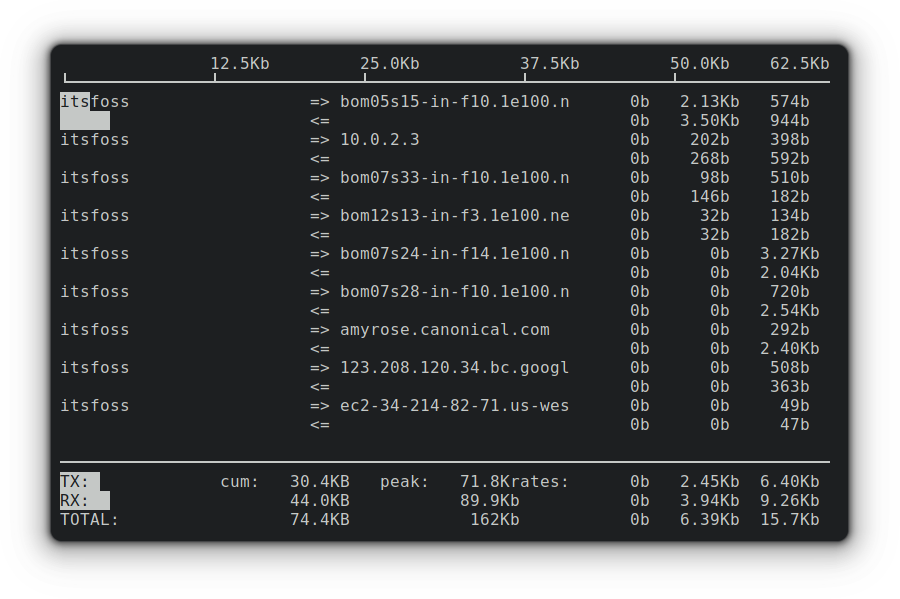 12.5Kb 25.0Kb 37.5Kb 50.0Kb 62.5Kb
itsfoss => bom05s15-in-f10.1e100.n 0b 2.13Kb 574b
<= 0b 3.50Kb 944b
itsfoss => 10.0.2.3 0b 202b 398b
<= 0b 268b 592b
itsfoss => bom07s33-in-f10.1e100.n 0b 98b 510b
<= 0b 146b 182b
itsfoss => bom12s13-in-f3.1e100.ne 0b 32b 134b
<= 0b 32b 182b
itsfoss => bom07s24-in-f14.1e100.n 0b 0b 3.27Kb
<= 0b 0b 2.04Kb
itsfoss => bom07s28-in-f10.1e100.n 0b 0b 720b
<= 0b 0b 2.54Kb
itsfoss => amyrose.canonical.com 0b 0b 292b
<= 0b 0b 2.40Kb
itsfoss => 123.208.120.34.bc.googl 0b 0b 508b
<= 0b 0b 363b
itsfoss => ec2-34-214-82-71.us-wes 0b 0b 49b
<= 0b 0b 47b
TX: cum: 30.4KB peak: 71.8Krates: 0b 2.45Kb 6.40Kb
RX: 44.0KB 89.9Kb 0b 3.94Kb 9.26Kb
TOTAL: 74.4KB 162Kb 0b 6.39Kb 15.7Kb